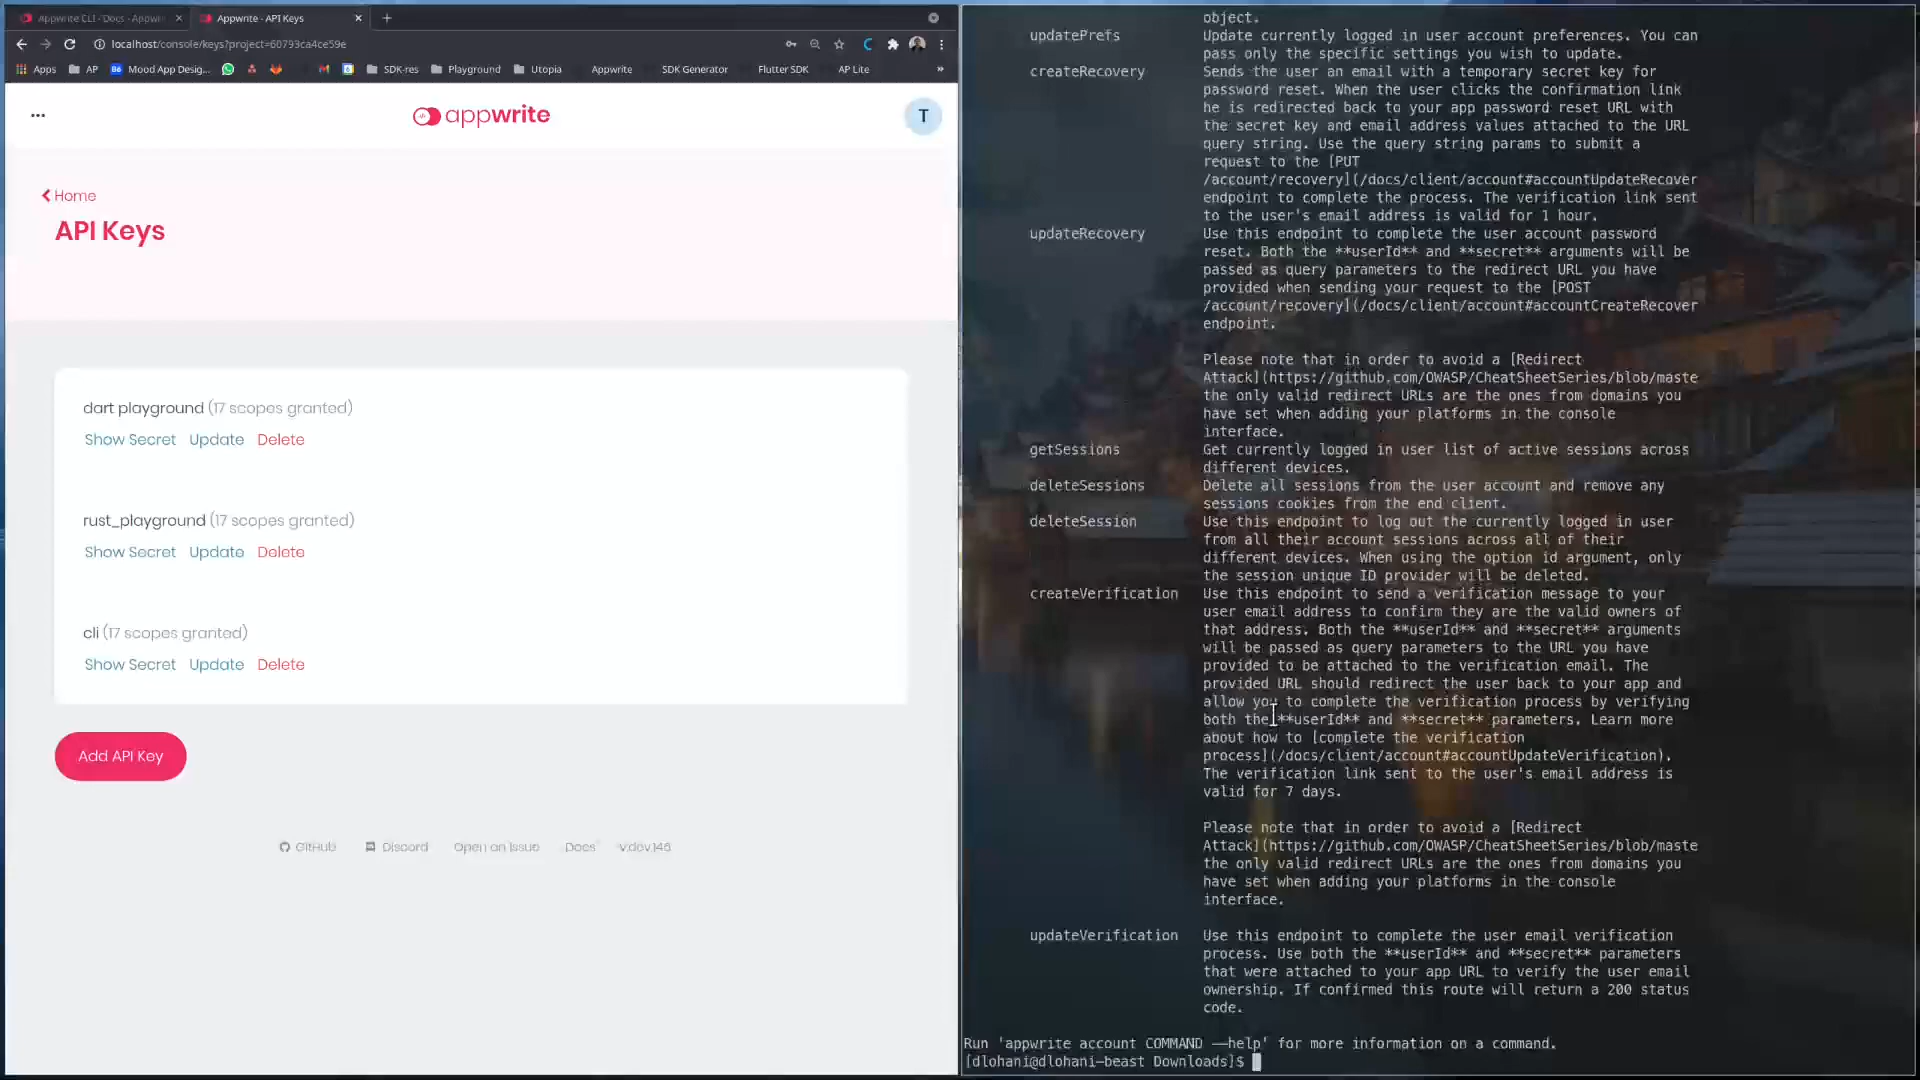 Appwrite CLI - Docs - Appwri
Appwrite - API Keys
localhost/console/keys?project=60793ca4ce59e
Apps
AP
Mood App Desig...
SDK-res
Playground
Utopia
Appwrite
SDK Generator
Flutter SDK
AP Lite
»
appwrite
T
Home
API Keys
dart playground (17 scopes granted)
Show Secret Update Delete
rust_playground (17 scopes granted)
Show Secret Update Delete
cli (17 scopes granted)
Show Secret Update Delete
Add API Key
GitHub Discord Open an Issue Docs v.dev.145
object.
updatePrefs Update currently logged in user account preferences. You can
pass only the specific settings you wish to update.
createRecovery Sends the user an email with a temporary secret key for
password reset. When the user clicks the confirmation link
he is redirected back to your app password reset URL with
the secret key and email address values attached to the URL
query string. Use the query string params to submit a
request to the [PUT
/account/recovery](/docs/client/account#accountUpdateRecover
endpoint to complete the process. The verification link sent
to the user's email address is valid for 1 hour.
updateRecovery Use this endpoint to complete the user account password
reset. Both the **userId** and **secret** arguments will be
passed as query parameters to the redirect URL you have
provided when sending your request to the [POST
/account/recovery](/docs/client/account#accountCreateRecover
endpoint.
Please note that in order to avoid a [Redirect
Attack](https://github.com/OWASP/CheatSheetSeries/blob/maste
the only valid redirect URLs are the ones from domains you
have set when adding your platforms in the console
interface.
getSessions Get currently logged in user list of active sessions across
different devices.
deleteSessions Delete all sessions from the user account and remove any
sessions cookies from the end client.
deleteSession Use this endpoint to log out the currently logged in user
from all their account sessions across all of their
different devices. When using the option id argument, only
the session unique ID provider will be deleted.
createVerification Use this endpoint to send a verification message to your
user email address to confirm they are the valid owners of
that address. Both the **userId** and **secret** arguments
will be passed as query parameters to the URL you have
provided to be attached to the verification email. The
provided URL should redirect the user back to your app and
allow you to complete the verification process by verifying
both the **userId** and **secret** parameters. Learn more
about how to [complete the verification
process](/docs/client/account#accountUpdateVerification).
The verification link sent to the user's email address is
valid for 7 days.
Please note that in order to avoid a [Redirect
Attack](https://github.com/OWASP/CheatSheetSeries/blob/maste
the only valid redirect URLs are the ones from domains you
have set when adding your platforms in the console
interface.
updateVerification Use this endpoint to complete the user email verification
process. Use both the **userId** and **secret** parameters
that were attached to your app URL to verify the user email
ownership. If confirmed this route will return a 200 status
code.
Run 'appwrite account COMMAND --help' for more information on a command.
[dlohani@dlohani-beast Downloads]$